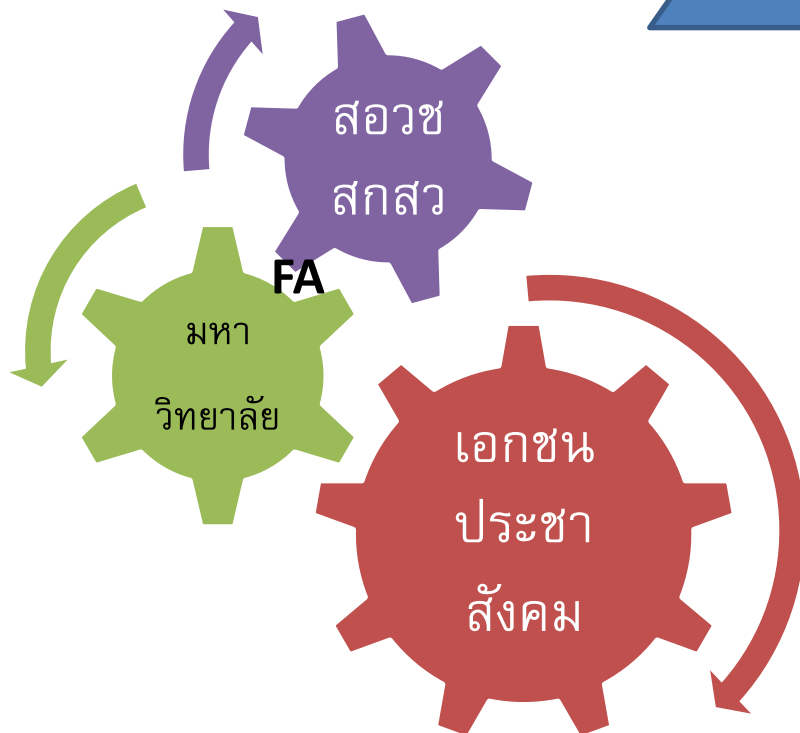 สอวช
สกสว
FA
มหา
วิทยาลัย
เอกชน
ประชา
สังคม